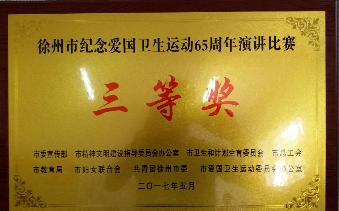 徐州市纪念爱国卫生运动65周年演讲比赛
三等奖
市委宣传部 市精神文明建设指导委员会办公室 市卫生和计划生育委员会 市总工会
市教育局 市妇女联合会 共青团徐州市委 市爱国卫生运动委员会办公室
二〇一七年五月